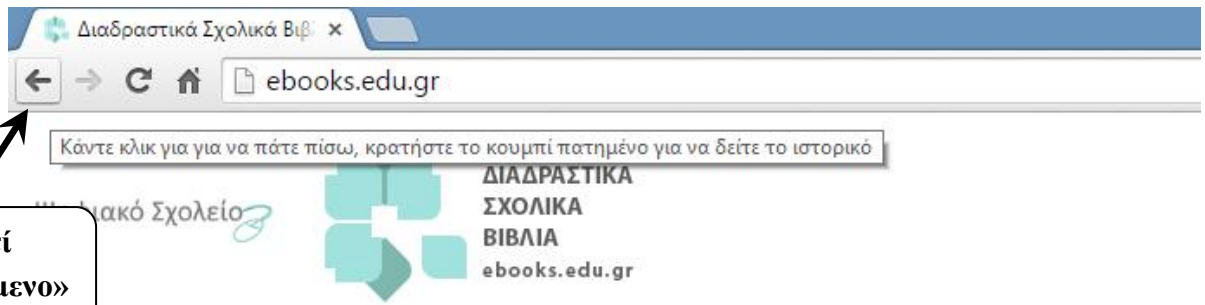 Διαδραστικά Σχολικά Βιβ
ebooks.edu.gr
Κάντε κλικ για για να πάτε πίσω, κρατήστε το κουμπί πατημένο για να δείτε το ιστορικό
Σχολείο
ΔΙΑΔΡΑΣΤΙΚΑ
ΣΧΟΛΙΚΑ
ΒΙΒΛΙΑ
ebooks.edu.gr